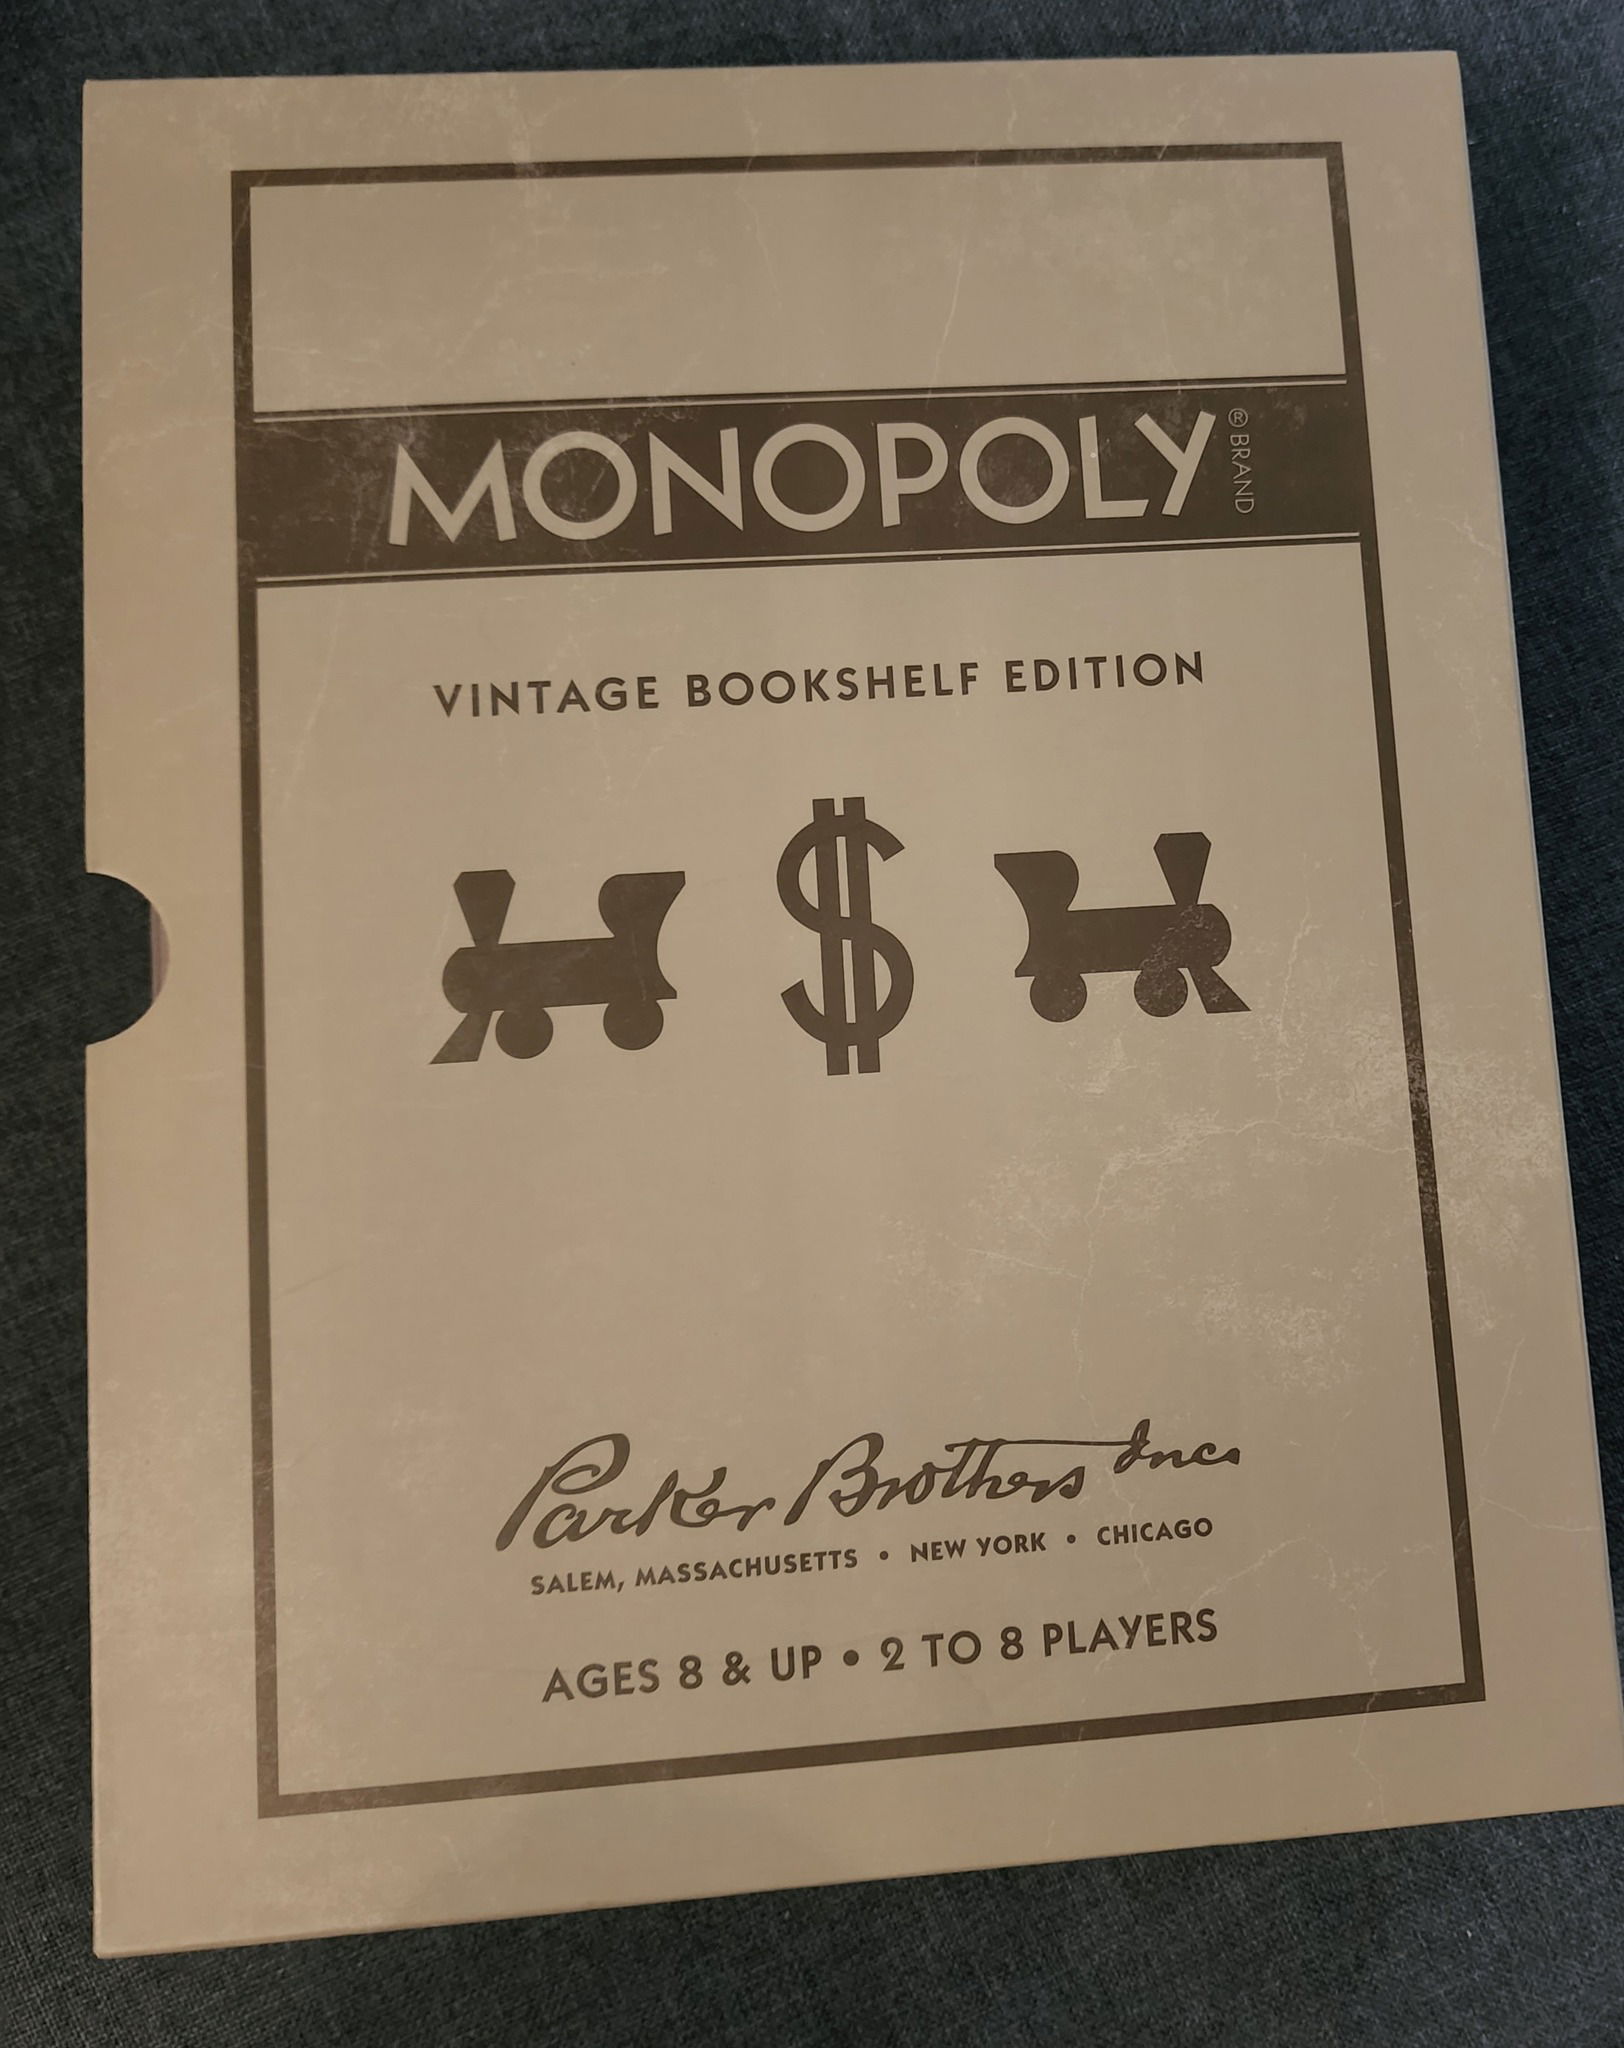 MONOPOLY ® BRAND
VINTAGE BOOKSHELF EDITION
$
Parker Brothers Inc.
SALEM, MASSACHUSETTS • NEW YORK • CHICAGO
AGES 8 & UP • 2 TO 8 PLAYERS